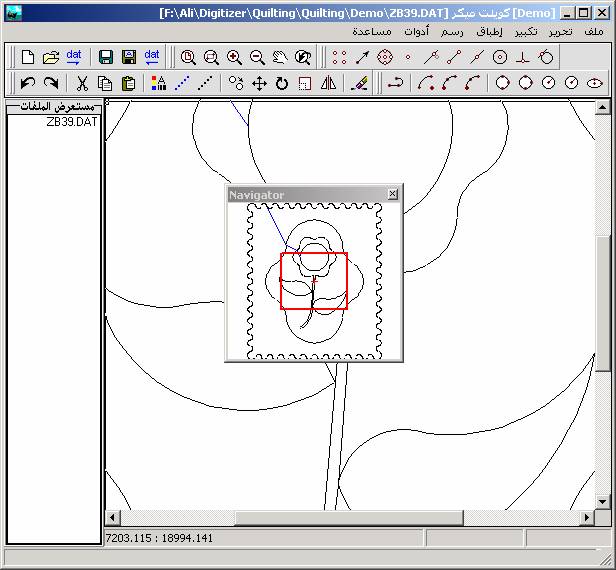 كويلت ميكر [Demo] [F:\Ali\Digitizer\Quilting\Quilting\Demo\ZB39.DAT]
ملف تحرير تكبير إطباق رسم أدوات مساعدة
dat dat
مستعرض الملفات
ZB39.DAT
Navigator
7203.115 : 18994.141